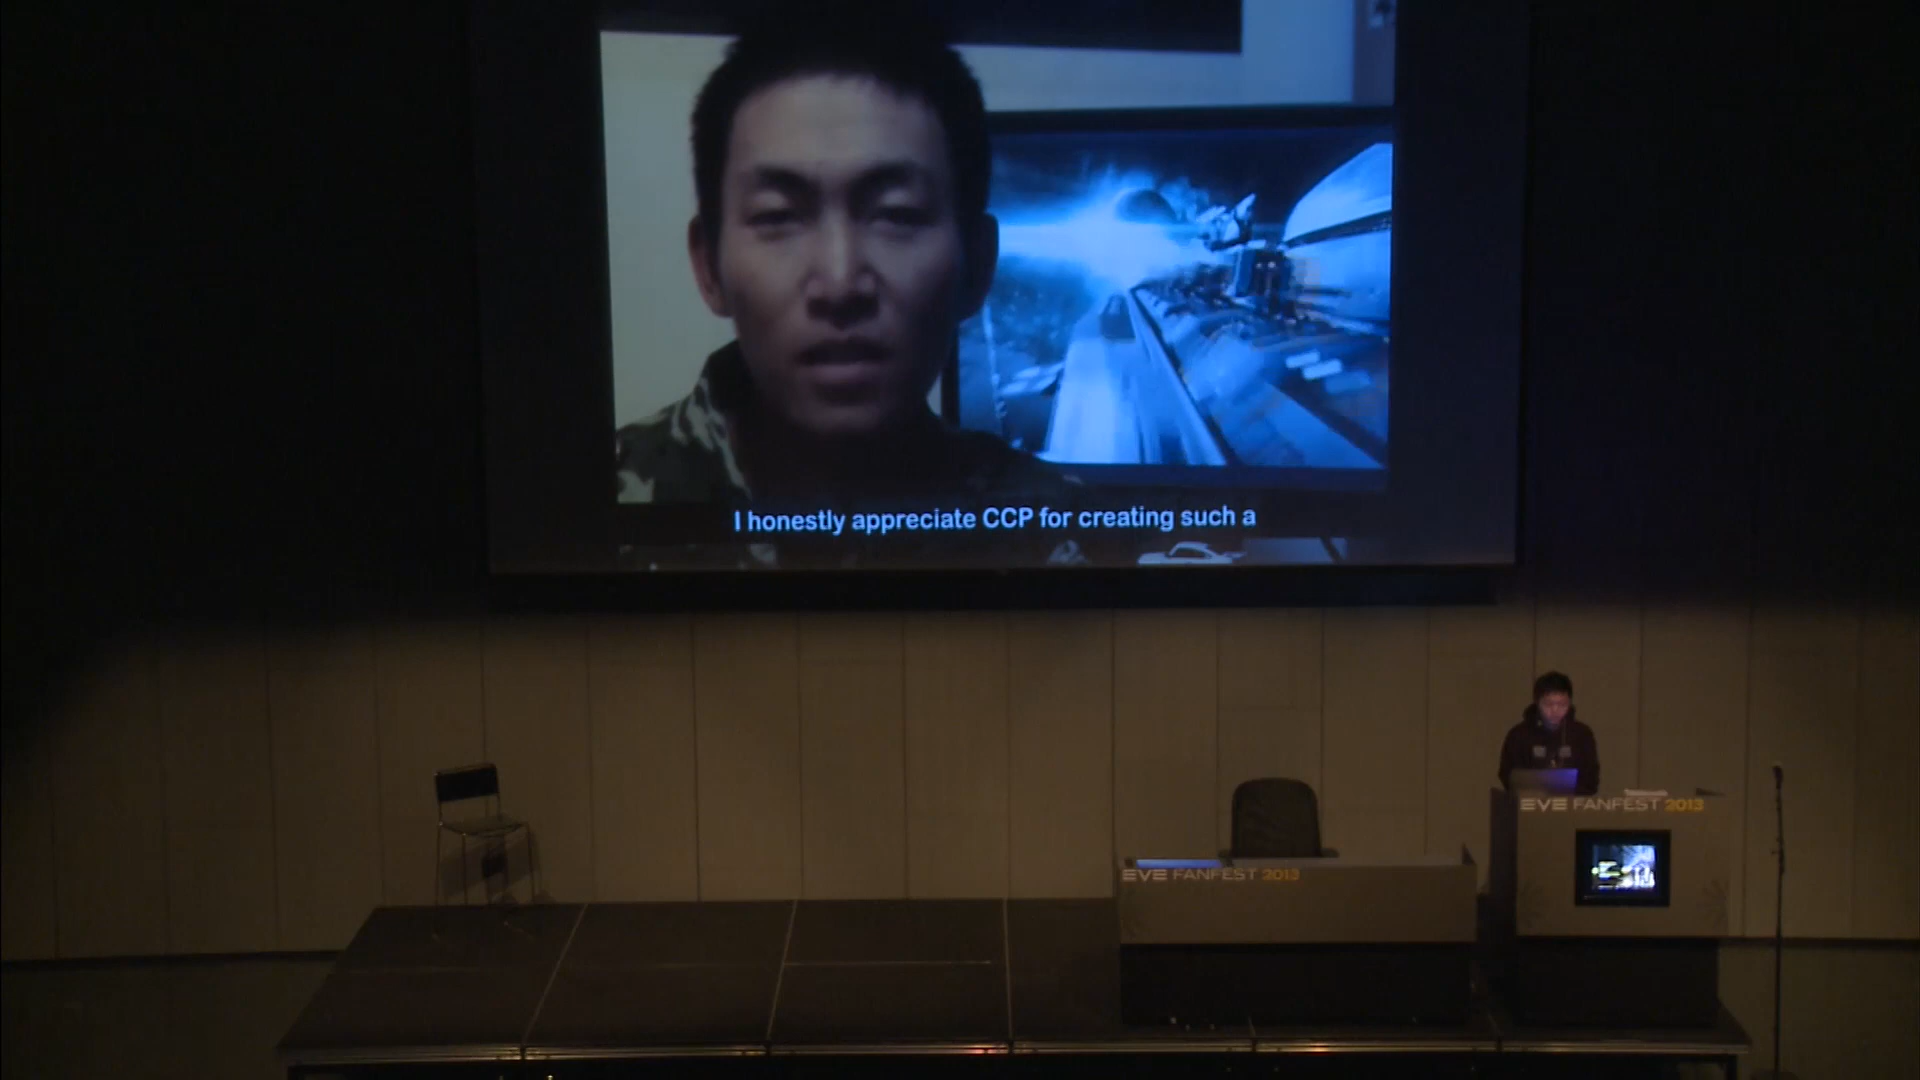 I honestly appreciate CCP for creating such a
EVE FANFEST 2013
EVE FANFEST 2013